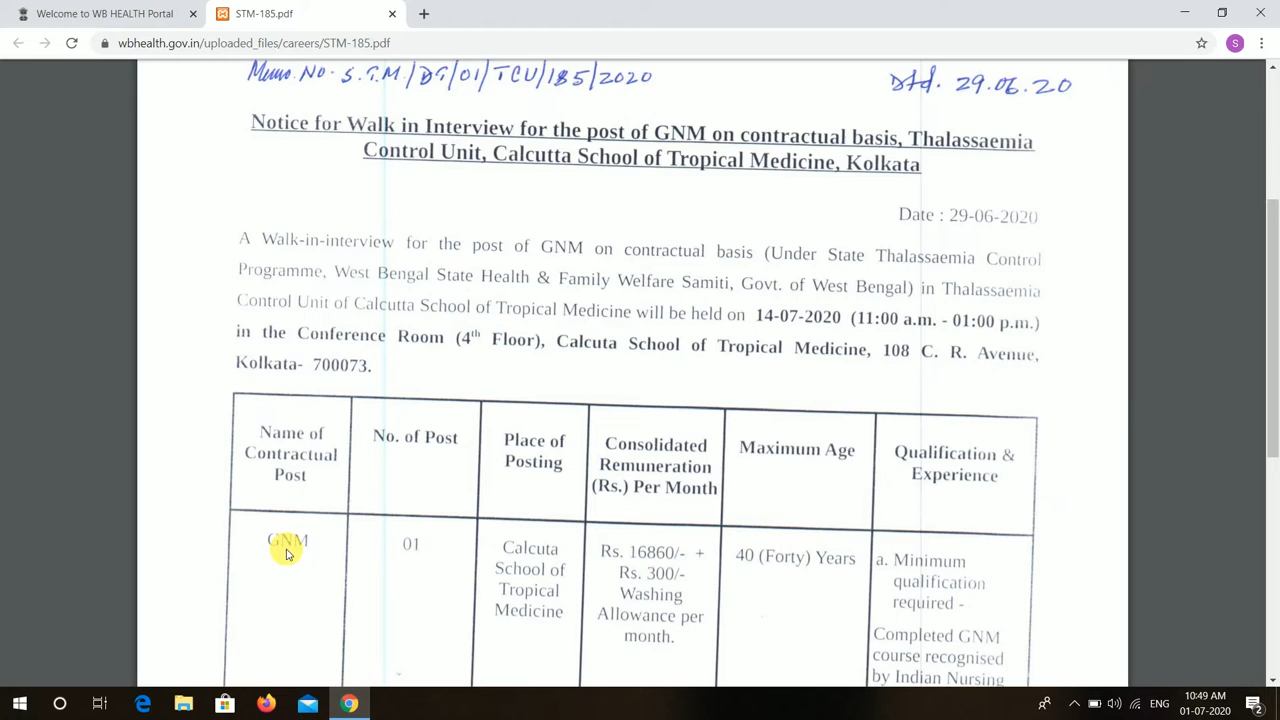 Welcome to WB HEALTH Portal
STM-185.pdf
wbhealth.gov.in/uploaded_files/careers/STM-185.pdf
S
Memo. No. S.T.M./DT/01/TCU/185/2020
Dtd. 29.06.20
Notice for Walk in Interview for the post of GNM on contractual basis, Thalassaemia
Control Unit, Calcutta School of Tropical Medicine, Kolkata
Date : 29-06-2020
A Walk-in-interview for the post of GNM on contractual basis (Under State Thalassaemia Control
Programme, West Bengal State Health & Family Welfare Samiti, Govt. of West Bengal) in Thalassaemia
Control Unit of Calcutta School of Tropical Medicine will be held on 14-07-2020 (11:00 a.m. - 01:00 p.m.)
in the Conference Room (4th Floor), Calcuta School of Tropical Medicine, 108 C. R. Avenue,
Kolkata- 700073.
Name of
Contractual
Post
No. of Post
Place of
Posting
Consolidated
Remuneration
(Rs.) Per Month
Maximum Age
Qualification &
Experience
GNM
01
Calcuta
School of
Tropical
Medicine
Rs. 16860/- +
Rs. 300/-
Washing
Allowance per
month.
40 (Forty) Years
a. Minimum
qualification
required -
Completed GNM
course recognised
by Indian Nursing
ENG
10:49 AM
01-07-2020
2